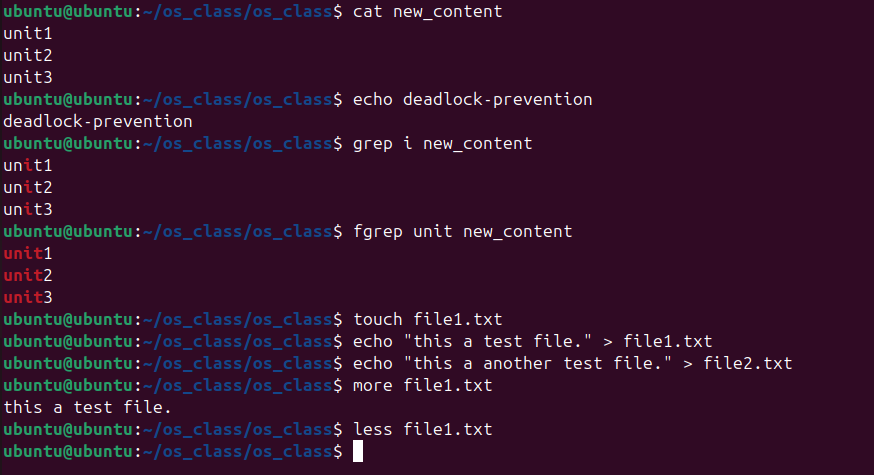 ubuntu@ubuntu:~/os_class/os_class$ cat new_content
unit1
unit2
unit3
ubuntu@ubuntu:~/os_class/os_class$ echo deadlock-prevention
deadlock-prevention
ubuntu@ubuntu:~/os_class/os_class$ grep i new_content
unit1
unit2
unit3
ubuntu@ubuntu:~/os_class/os_class$ fgrep unit new_content
unit1
unit2
unit3
ubuntu@ubuntu:~/os_class/os_class$ touch file1.txt
ubuntu@ubuntu:~/os_class/os_class$ echo "this a test file." > file1.txt
ubuntu@ubuntu:~/os_class/os_class$ echo "this a another test file." > file2.txt
ubuntu@ubuntu:~/os_class/os_class$ more file1.txt
this a test file.
ubuntu@ubuntu:~/os_class/os_class$ less file1.txt
ubuntu@ubuntu:~/os_class/os_class$